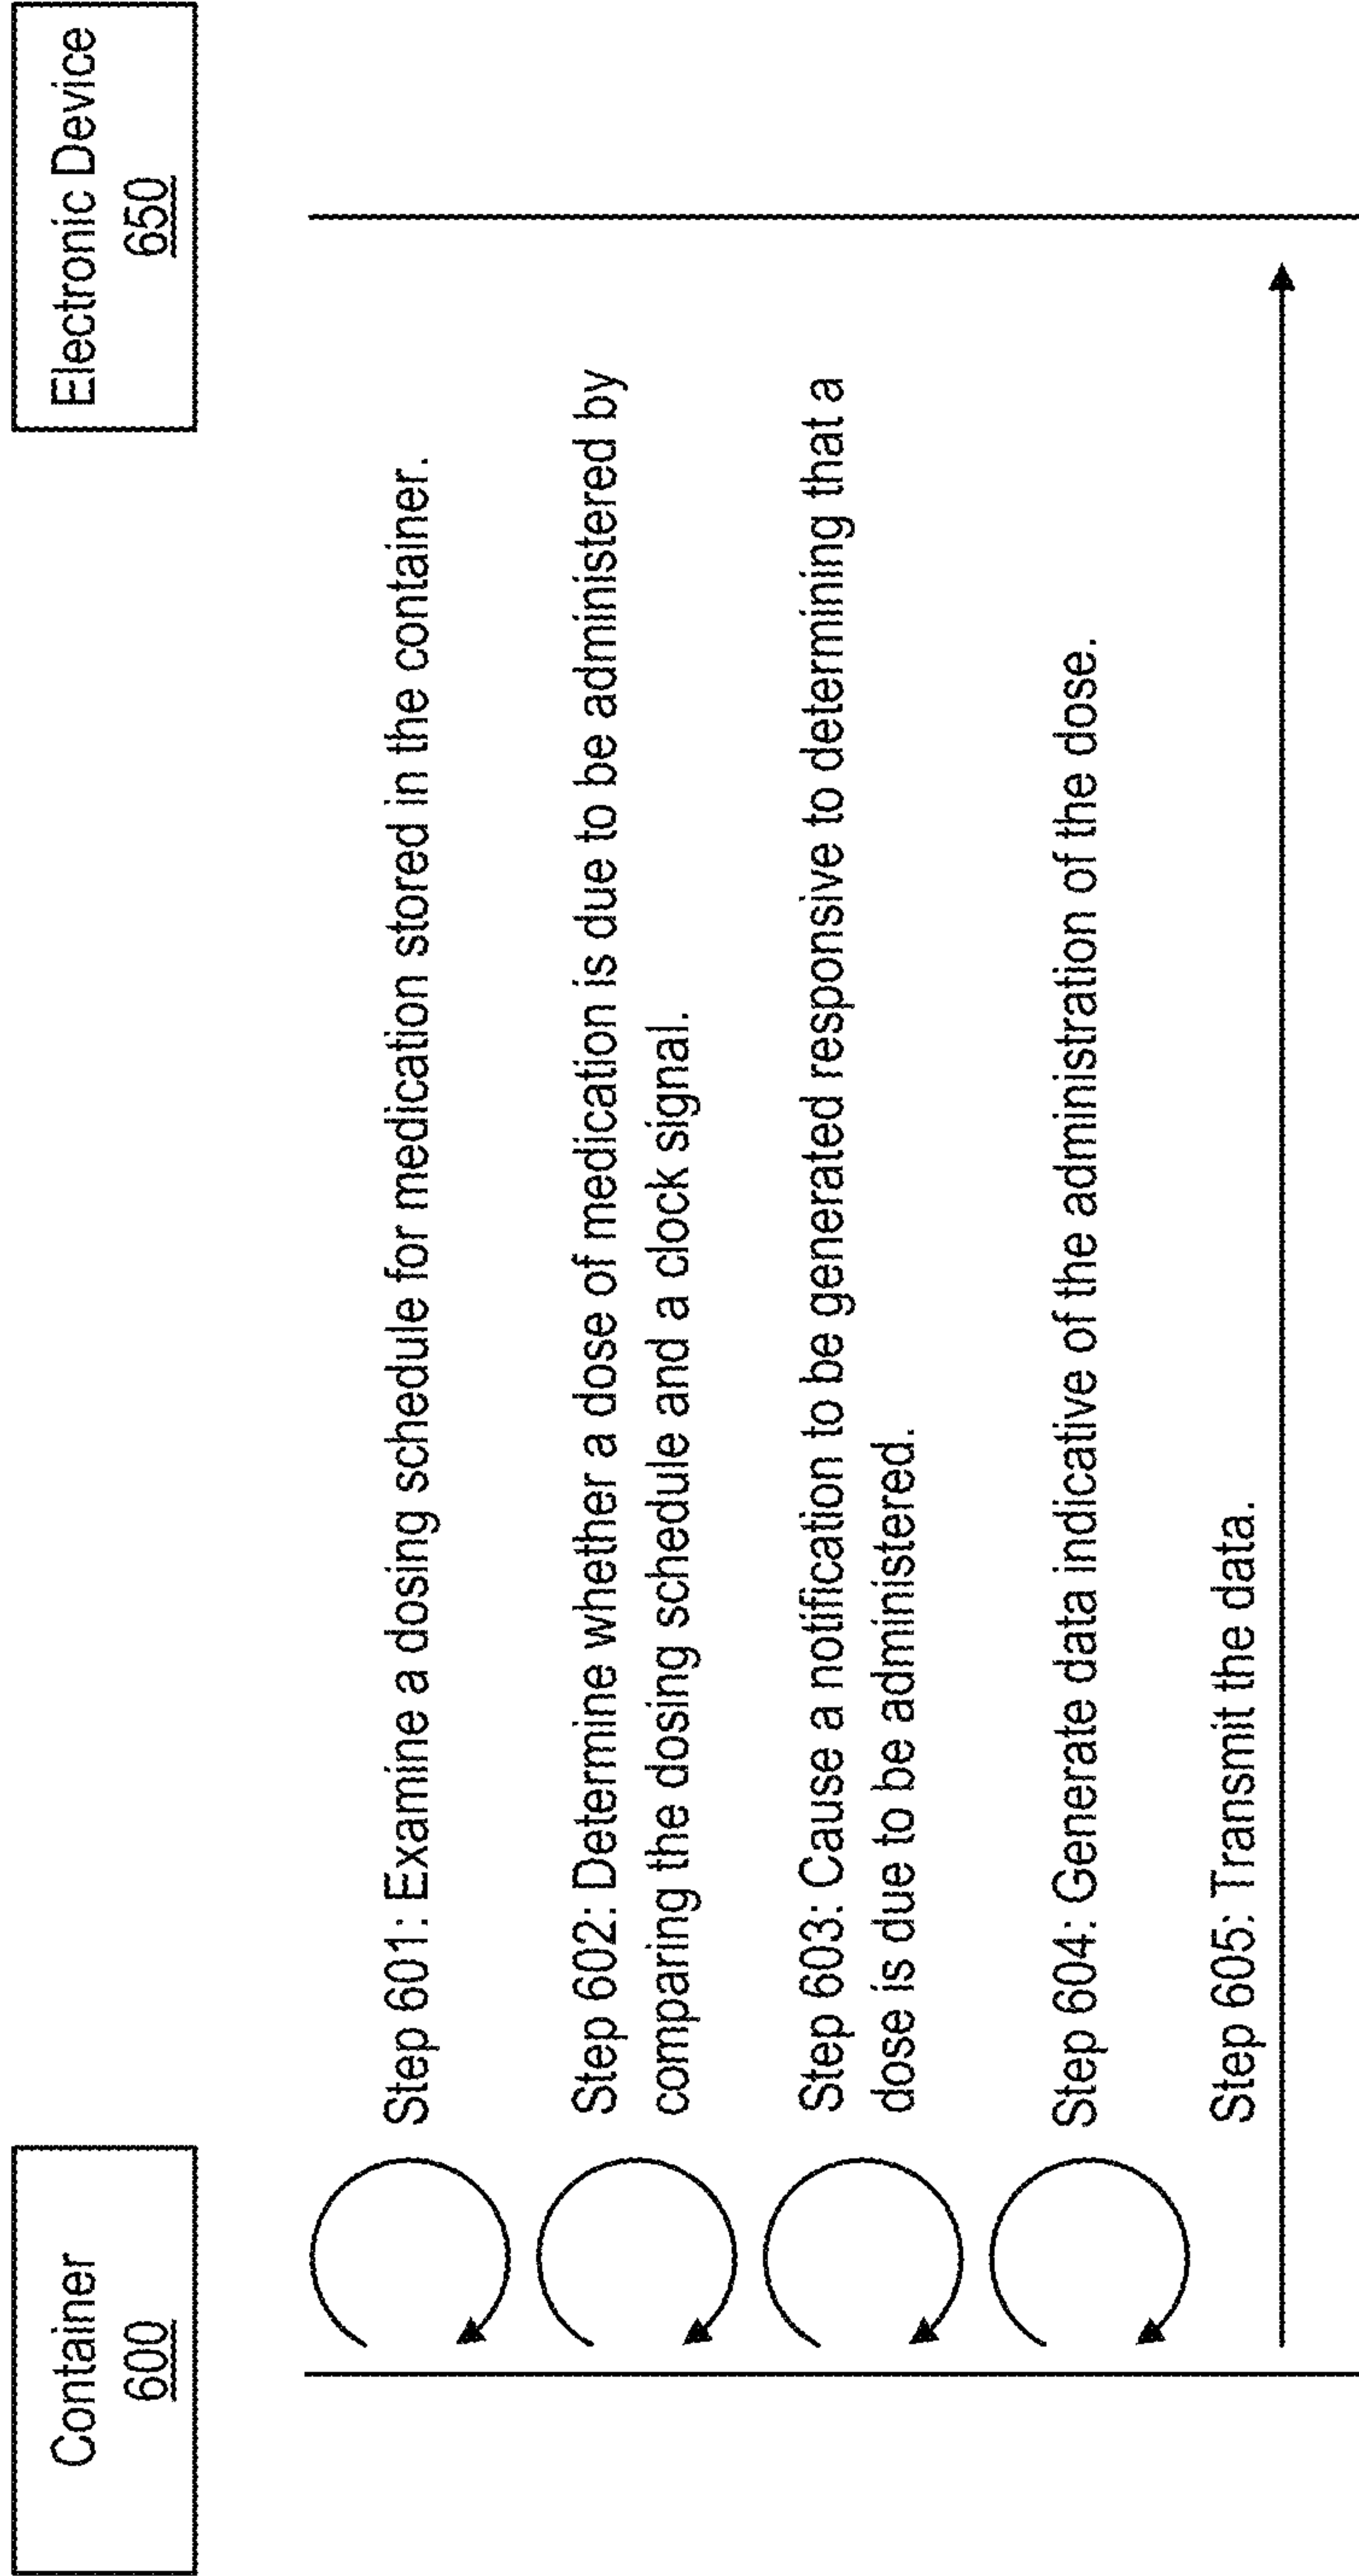 Container
600
Electronic Device
650
Step 601: Examine a dosing schedule for medication stored in the container.
Step 602: Determine whether a dose of medication is due to be administered by
comparing the dosing schedule and a clock signal.
Step 603: Cause a notification to be generated responsive to determining that a
dose is due to be administered.
Step 604: Generate data indicative of the administration of the dose.
Step 605: Transmit the data.